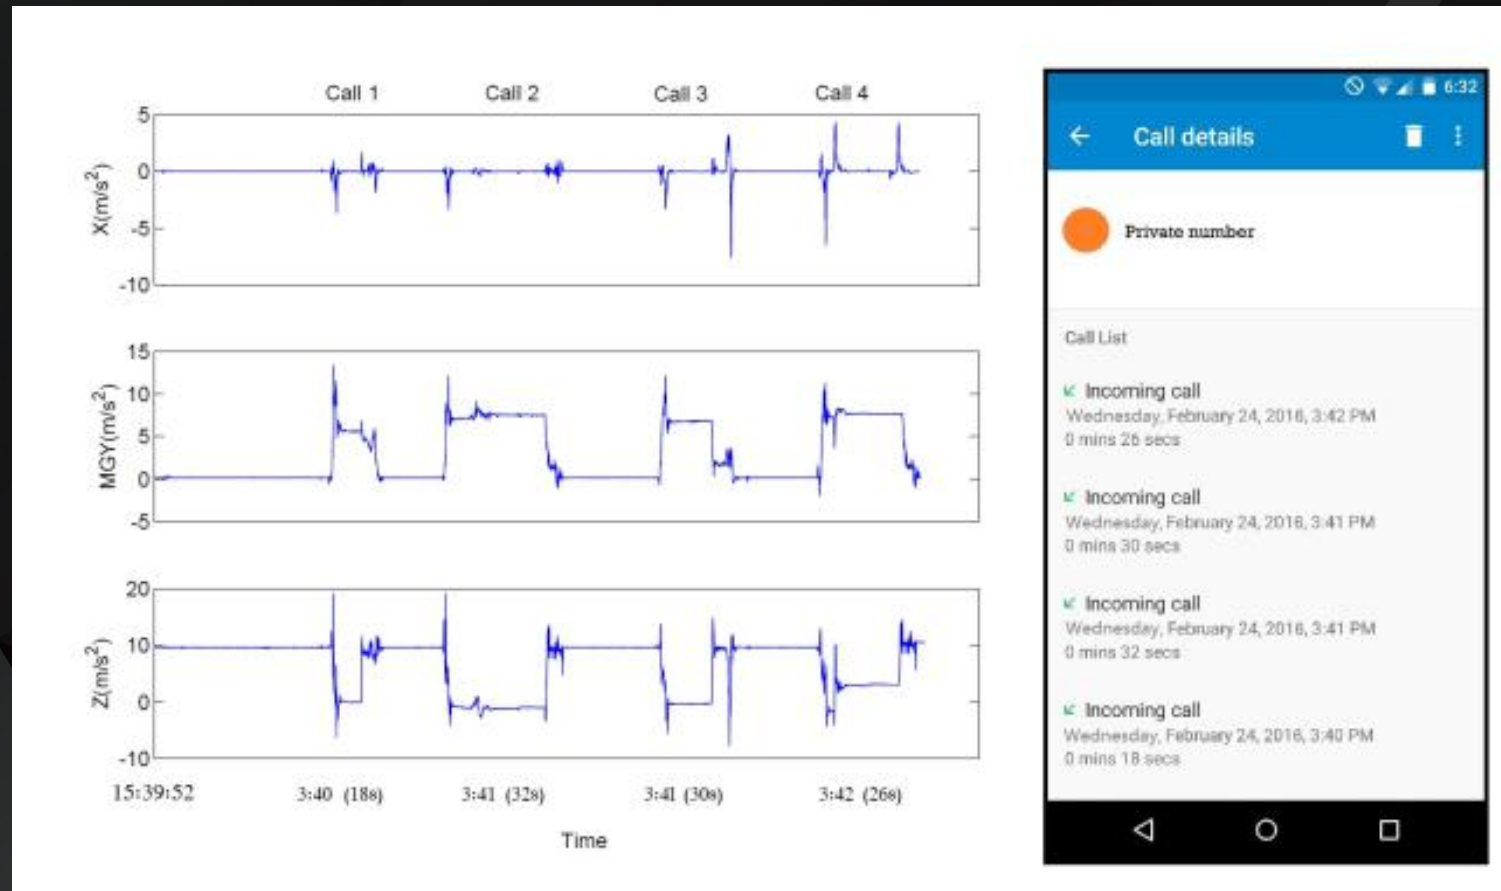 Call 1 Call 2 Call 3 Call 4
5
0
-5
-10
X(m/s²)
15
10
5
0
-5
MGY(m/s²)
20
10
0
-10
Z(m/s²)
15:39:52 3:40 (18s) 3:41 (32s) 3:41 (30s) 3:42 (26s)
Time
6:32
Call details
Private number
Call List
Incoming call
Wednesday, February 24, 2016, 3:42 PM
0 mins 26 secs
Incoming call
Wednesday, February 24, 2016, 3:41 PM
0 mins 30 secs
Incoming call
Wednesday, February 24, 2016, 3:41 PM
0 mins 32 secs
Incoming call
Wednesday, February 24, 2016, 3:40 PM
0 mins 18 secs